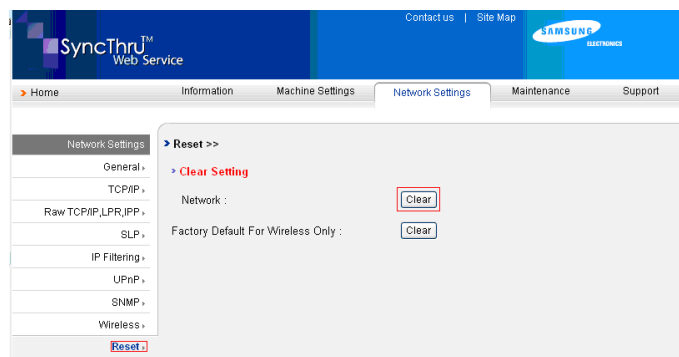 Contact us | Site Map
SyncThru™
Web Service
SAMSUNG
ELECTRONICS
> Home
Information
Machine Settings
Network Settings
Maintenance
Support
Network Settings
General
TCP/IP
Raw TCP/IP,LPR,IPP
SLP
IP Filtering
UPnP
SNMP
Wireless
Reset
> Reset >>
> Clear Setting
Network : Clear
Factory Default For Wireless Only : Clear